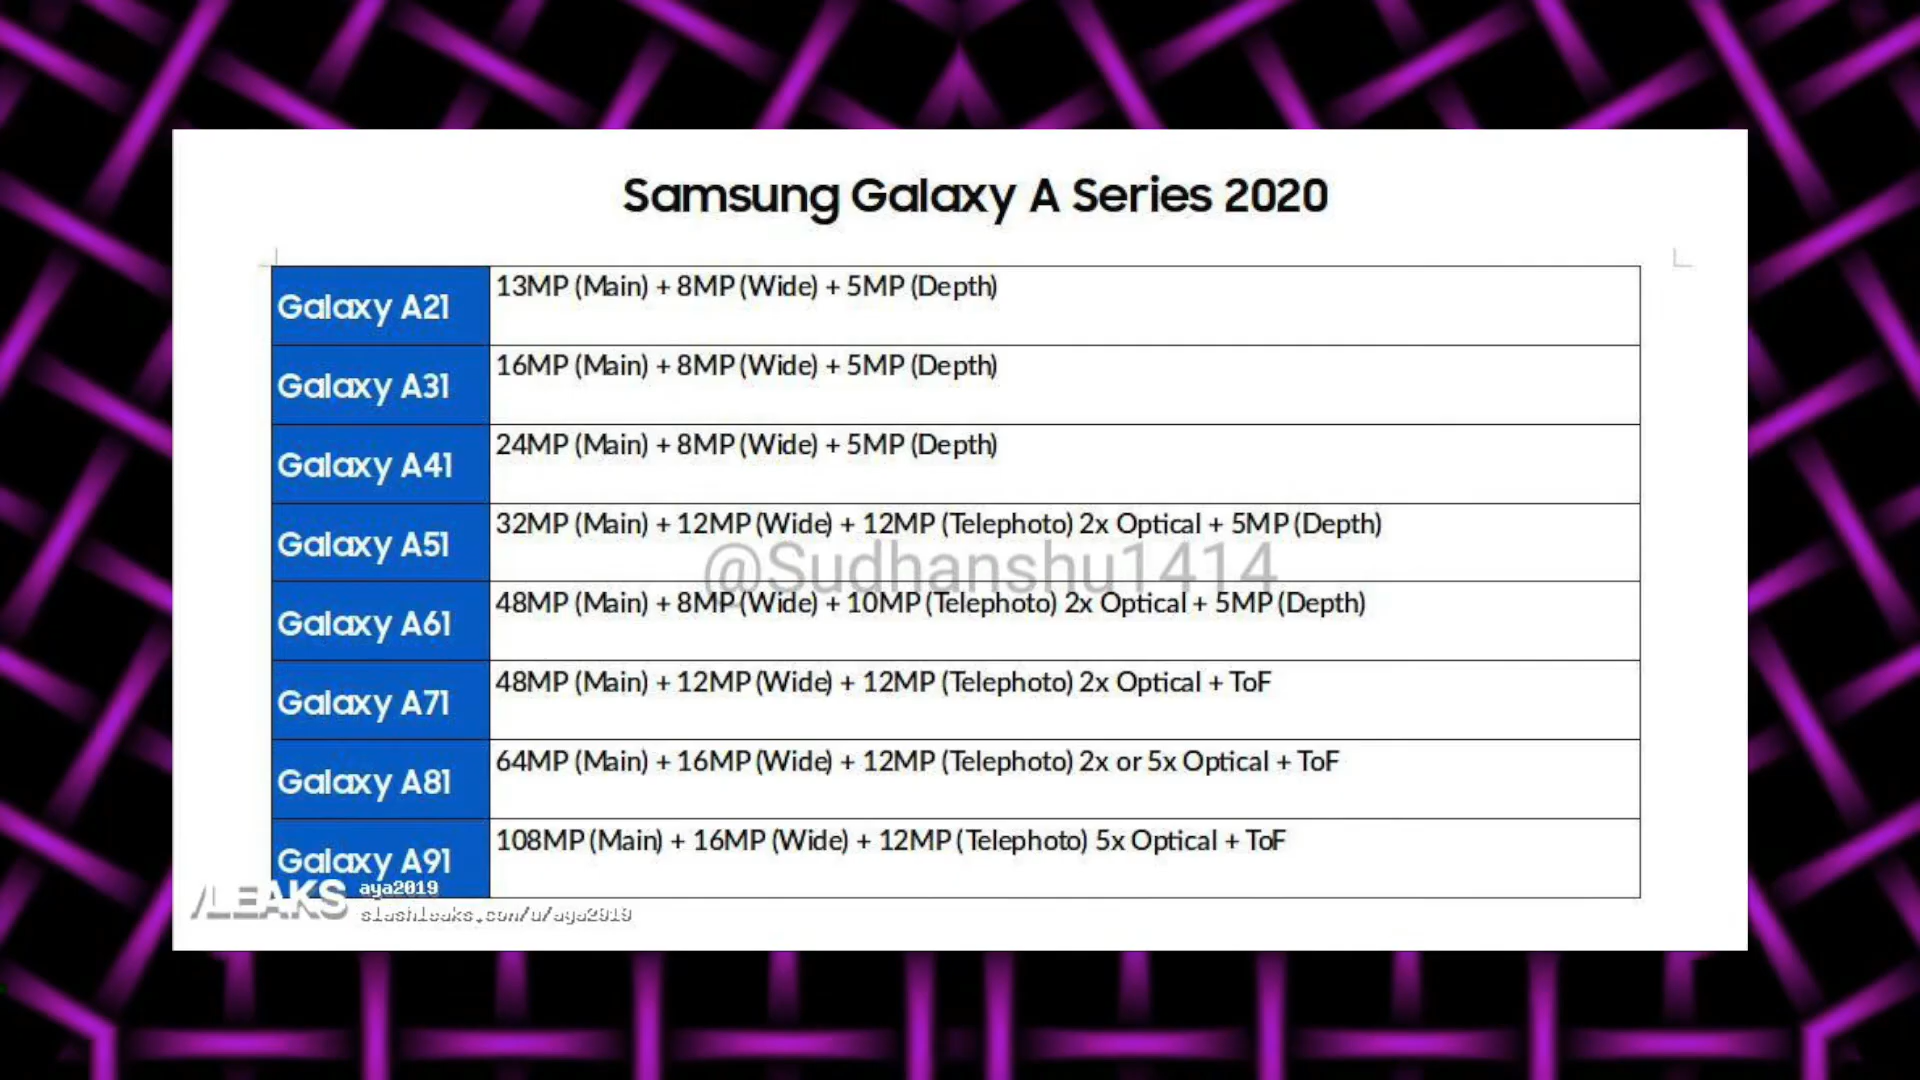 Samsung Galaxy A Series 2020
Galaxy A21 13MP (Main) + 8MP (Wide) + 5MP (Depth)
Galaxy A31 16MP (Main) + 8MP (Wide) + 5MP (Depth)
Galaxy A41 24MP (Main) + 8MP (Wide) + 5MP (Depth)
Galaxy A51 32MP (Main) + 12MP (Wide) + 12MP (Telephoto) 2x Optical + 5MP (Depth)
@Sudhanshu1414
Galaxy A61 48MP (Main) + 8MP (Wide) + 10MP (Telephoto) 2x Optical + 5MP (Depth)
Galaxy A71 48MP (Main) + 12MP (Wide) + 12MP (Telephoto) 2x Optical + ToF
Galaxy A81 64MP (Main) + 16MP (Wide) + 12MP (Telephoto) 2x or 5x Optical + ToF
Galaxy A91 108MP (Main) + 16MP (Wide) + 12MP (Telephoto) 5x Optical + ToF
/LEAKS aya2019
slashleaks.com/u/aya2019